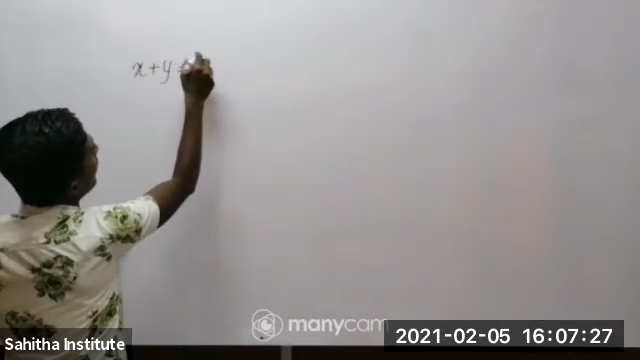 x + y =
manycam
2021-02-05 16:07:27
Sahitha Institute